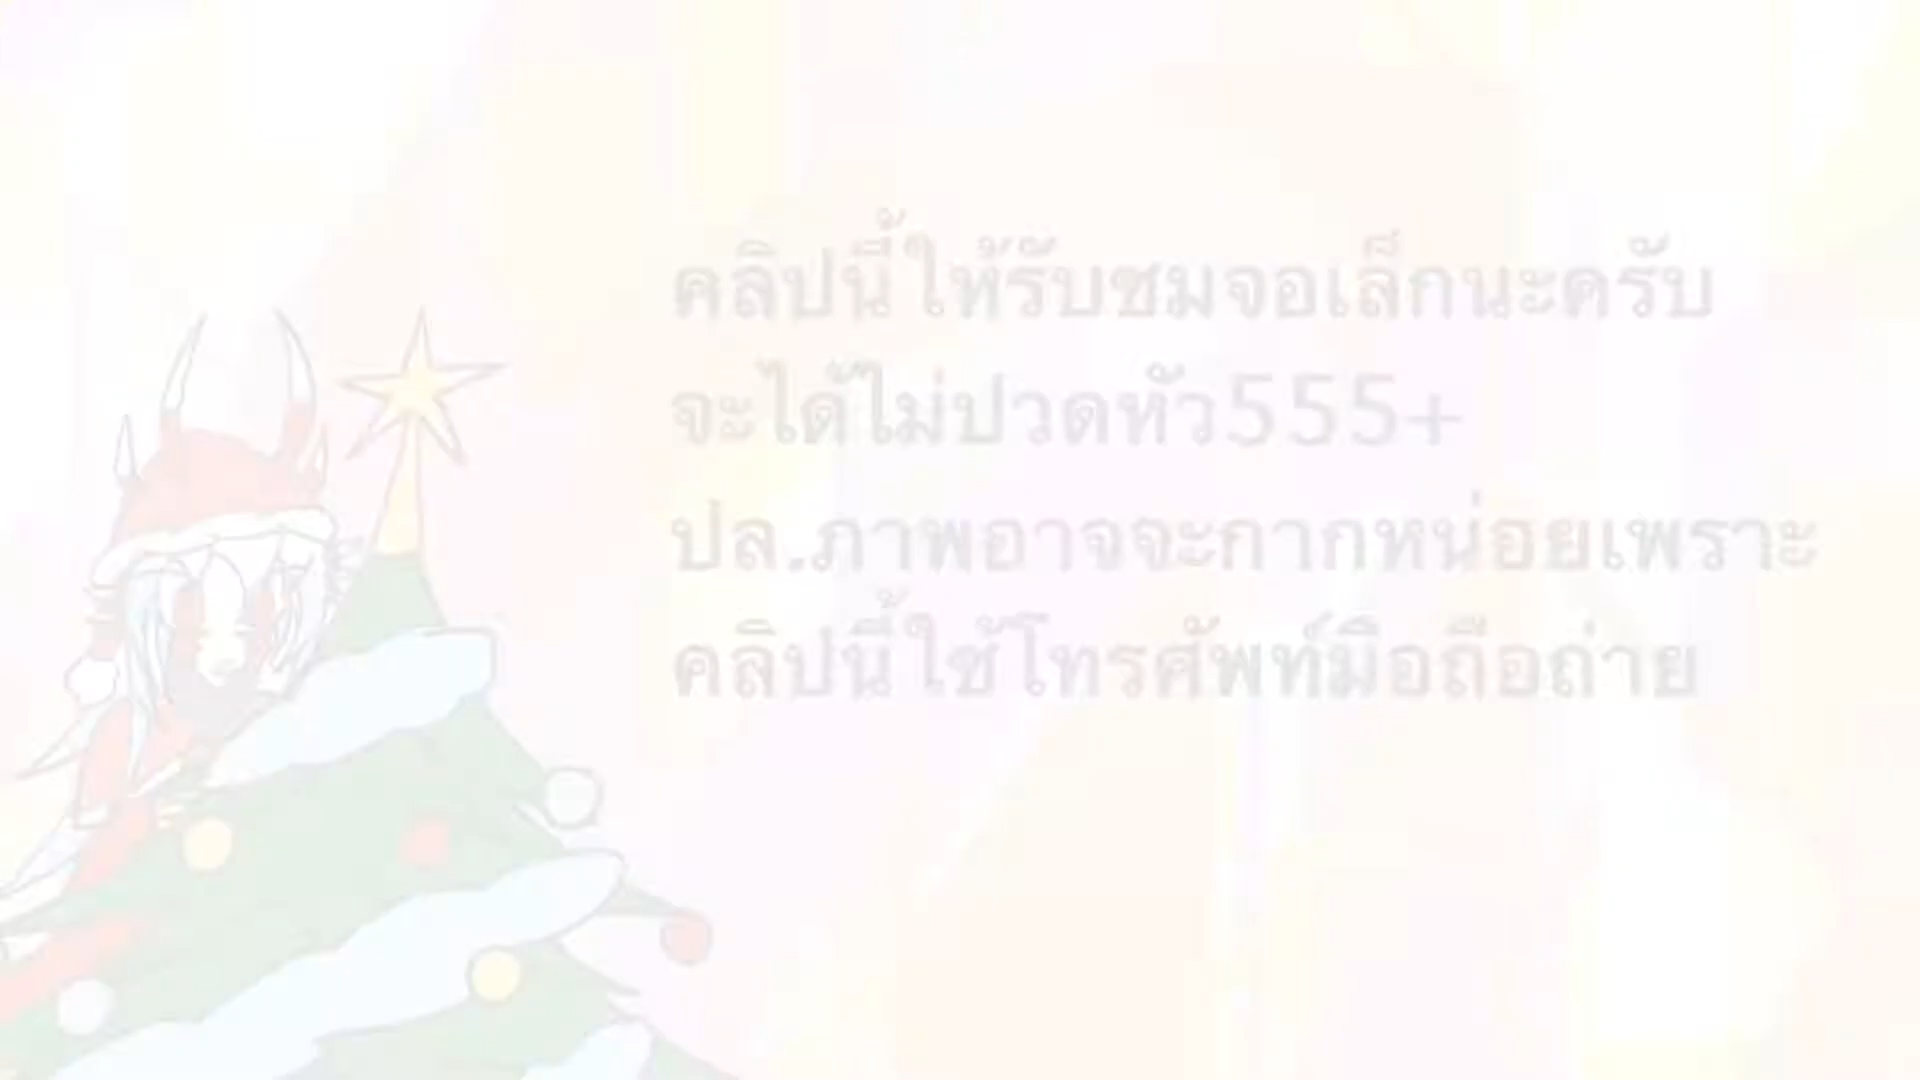 คลิปนี้ให้รับชมจอเล็กนะครับ
จะได้ไม่ปวดหัว555+
ปล.ภาพอาจจะกากหน่อยเพราะ
คลิปนี้ใช้โทรศัพท์มือถือถ่าย